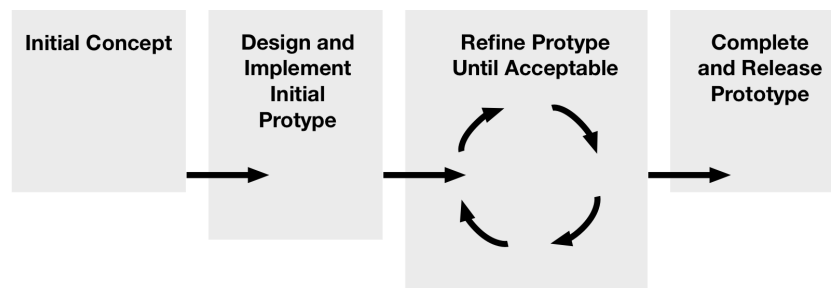 Initial Concept
Design and
Implement
Initial
Protype
Refine Protype
Until Acceptable
Complete
and Release
Prototype